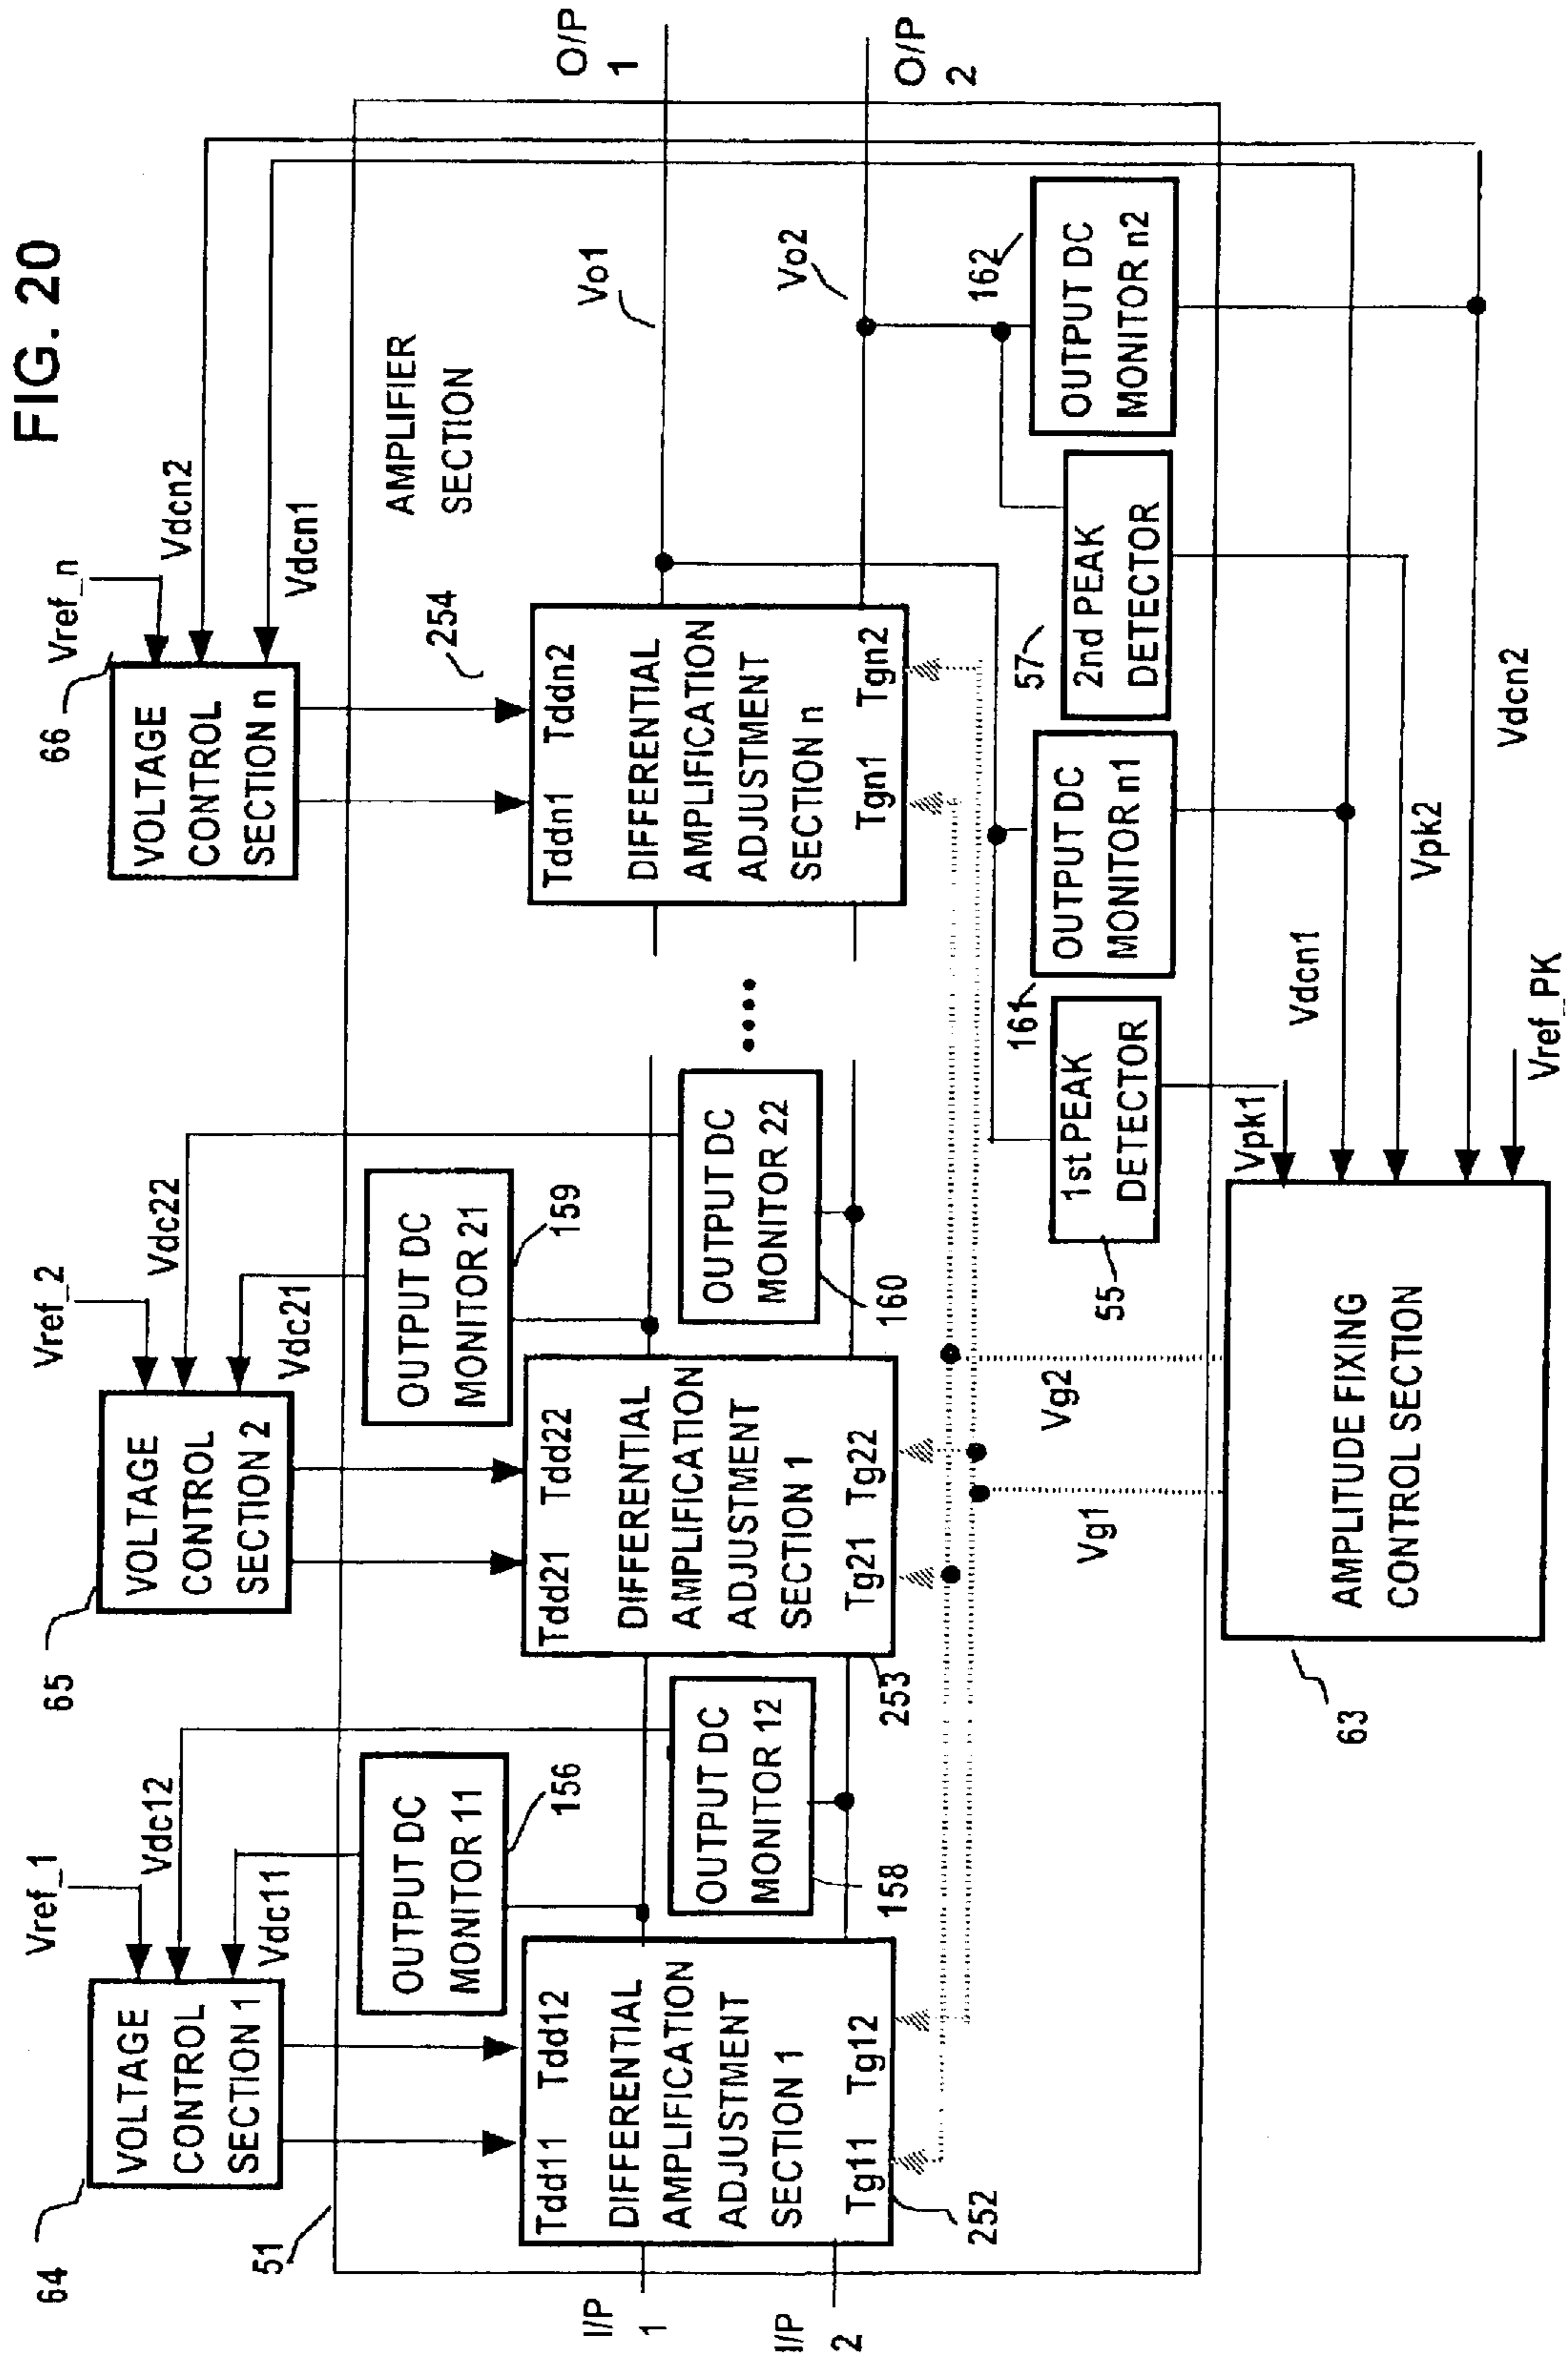 FIG. 20
Vref_1
Vdc12
Vdc11
64
VOLTAGE
CONTROL
SECTION 1
Vref_2
Vdc22
Vdc21
65
VOLTAGE
CONTROL
SECTION 2
Vref_n
Vdcn2
Vdcn1
66
VOLTAGE
CONTROL
SECTION n
51
AMPLIFIER
SECTION
OUTPUT DC
MONITOR 11
156
OUTPUT DC
MONITOR 12
158
OUTPUT DC
MONITOR 21
159
OUTPUT DC
MONITOR 22
160
254
I/P
1
I/P
2
Tdd11 Tdd12
DIFFERENTIAL
AMPLIFICATION
ADJUSTMENT
SECTION 1
Tg11 Tg12
252
Tdd21 Tdd22
DIFFERENTIAL
AMPLIFICATION
ADJUSTMENT
SECTION 1
Tg21 Tg22
253
Tddn1 Tddn2
DIFFERENTIAL
AMPLIFICATION
ADJUSTMENT
SECTION n
Tgn1 Tgn2
Vo1
Vo2
O/P
1
O/P
2
1st PEAK
DETECTOR
55
161
OUTPUT DC
MONITOR n1
57
2nd PEAK
DETECTOR
162
OUTPUT DC
MONITOR n2
Vg1
Vg2
63
AMPLITUDE FIXING
CONTROL SECTION
Vpk1
Vdcn1
Vpk2
Vdcn2
Vref_PK